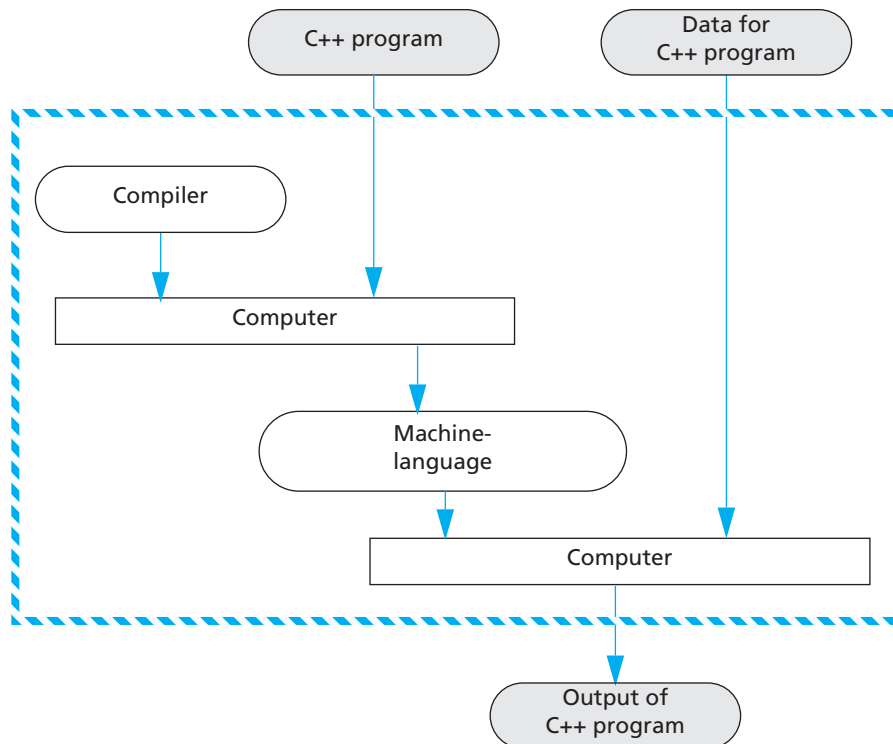 C++ program
Data for
C++ program
Compiler
Computer
Machine-
language
Computer
Output of
C++ program